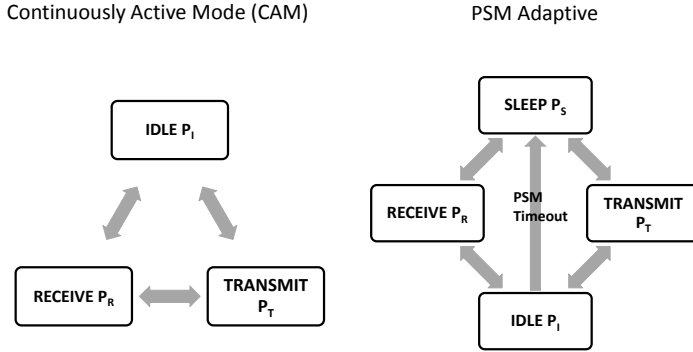 Continuously Active Mode (CAM)
PSM Adaptive
IDLE P_I
RECEIVE P_R
TRANSMIT
P_T
SLEEP P_S
RECEIVE P_R
PSM
Timeout
TRANSMIT
P_T
IDLE P_I